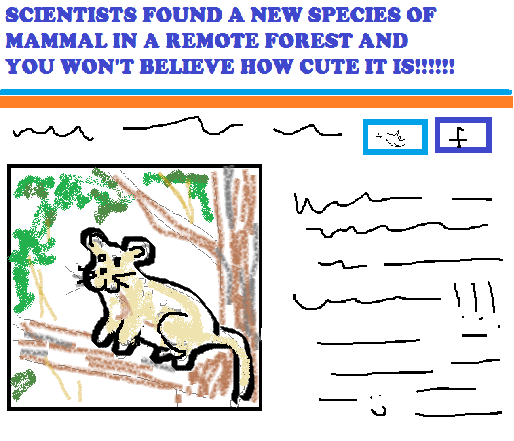 SCIENTISTS FOUND A NEW SPECIES OF
MAMMAL IN A REMOTE FOREST AND
YOU WON'T BELIEVE HOW CUTE IT IS!!!!!!
f